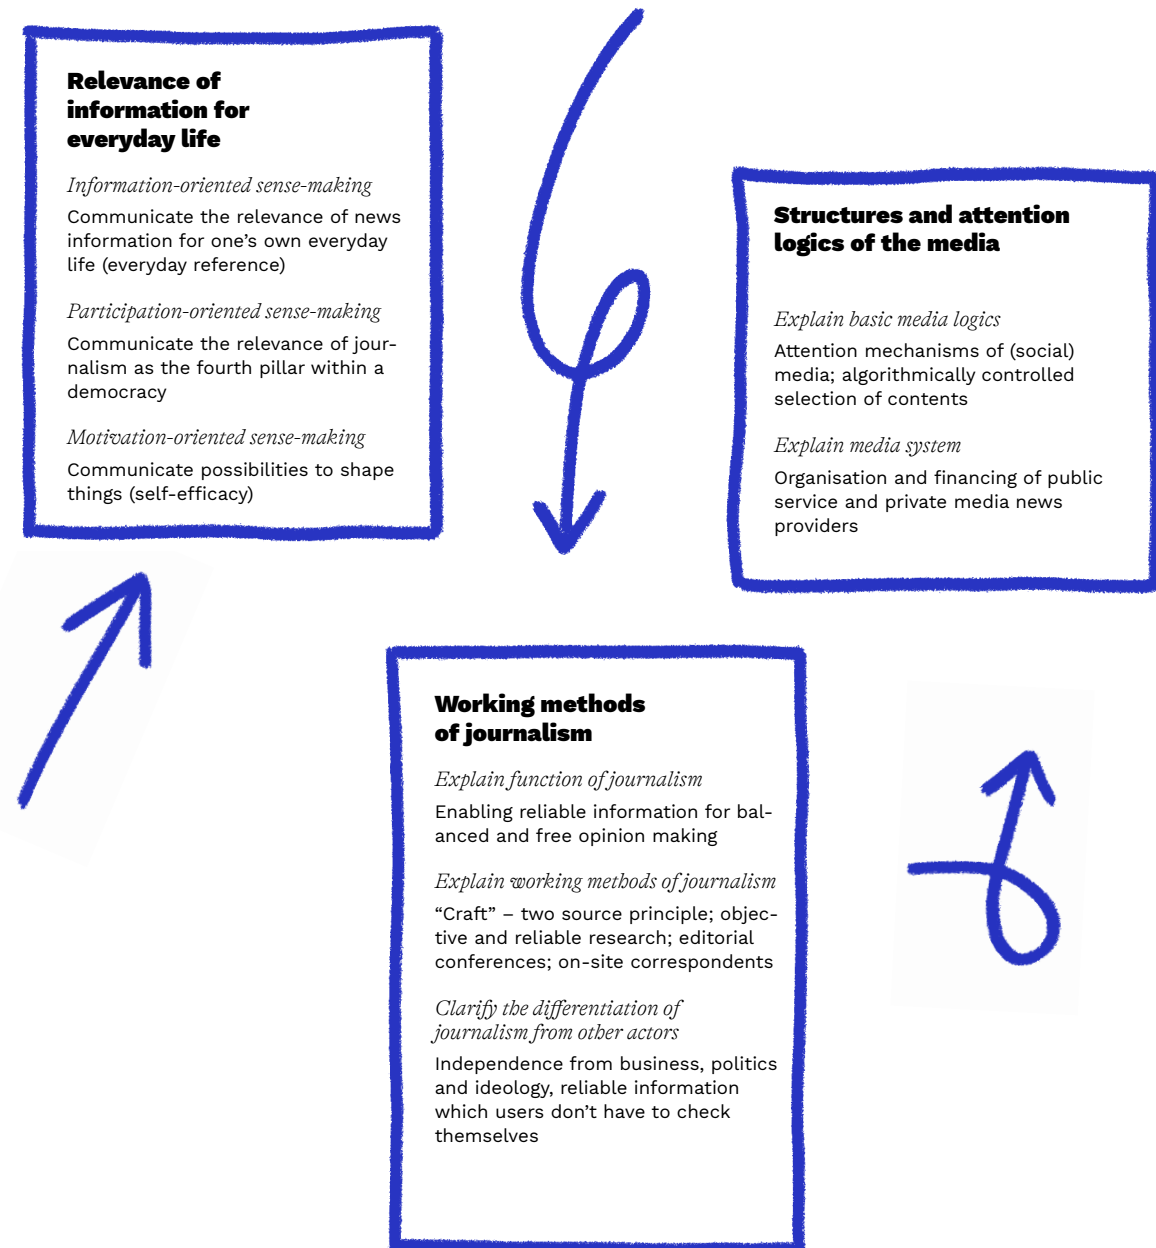 Relevance of
information for
everyday life
Information-oriented sense-making
Communicate the relevance of news
information for one’s own everyday
life (everyday reference)
Participation-oriented sense-making
Communicate the relevance of jour-
nalism as the fourth pillar within a
democracy
Motivation-oriented sense-making
Communicate possibilities to shape
things (self-efficacy)
Structures and attention
logics of the media
Explain basic media logics
Attention mechanisms of (social)
media; algorithmically controlled
selection of contents
Explain media system
Organisation and financing of public
service and private media news
providers
Working methods
of journalism
Explain function of journalism
Enabling reliable information for bal-
anced and free opinion making
Explain working methods of journalism
“Craft” – two source principle; objec-
tive and reliable research; editorial
conferences; on-site correspondents
Clarify the differentiation of
journalism from other actors
Independence from business, politics
and ideology, reliable information
which users don’t have to check
themselves